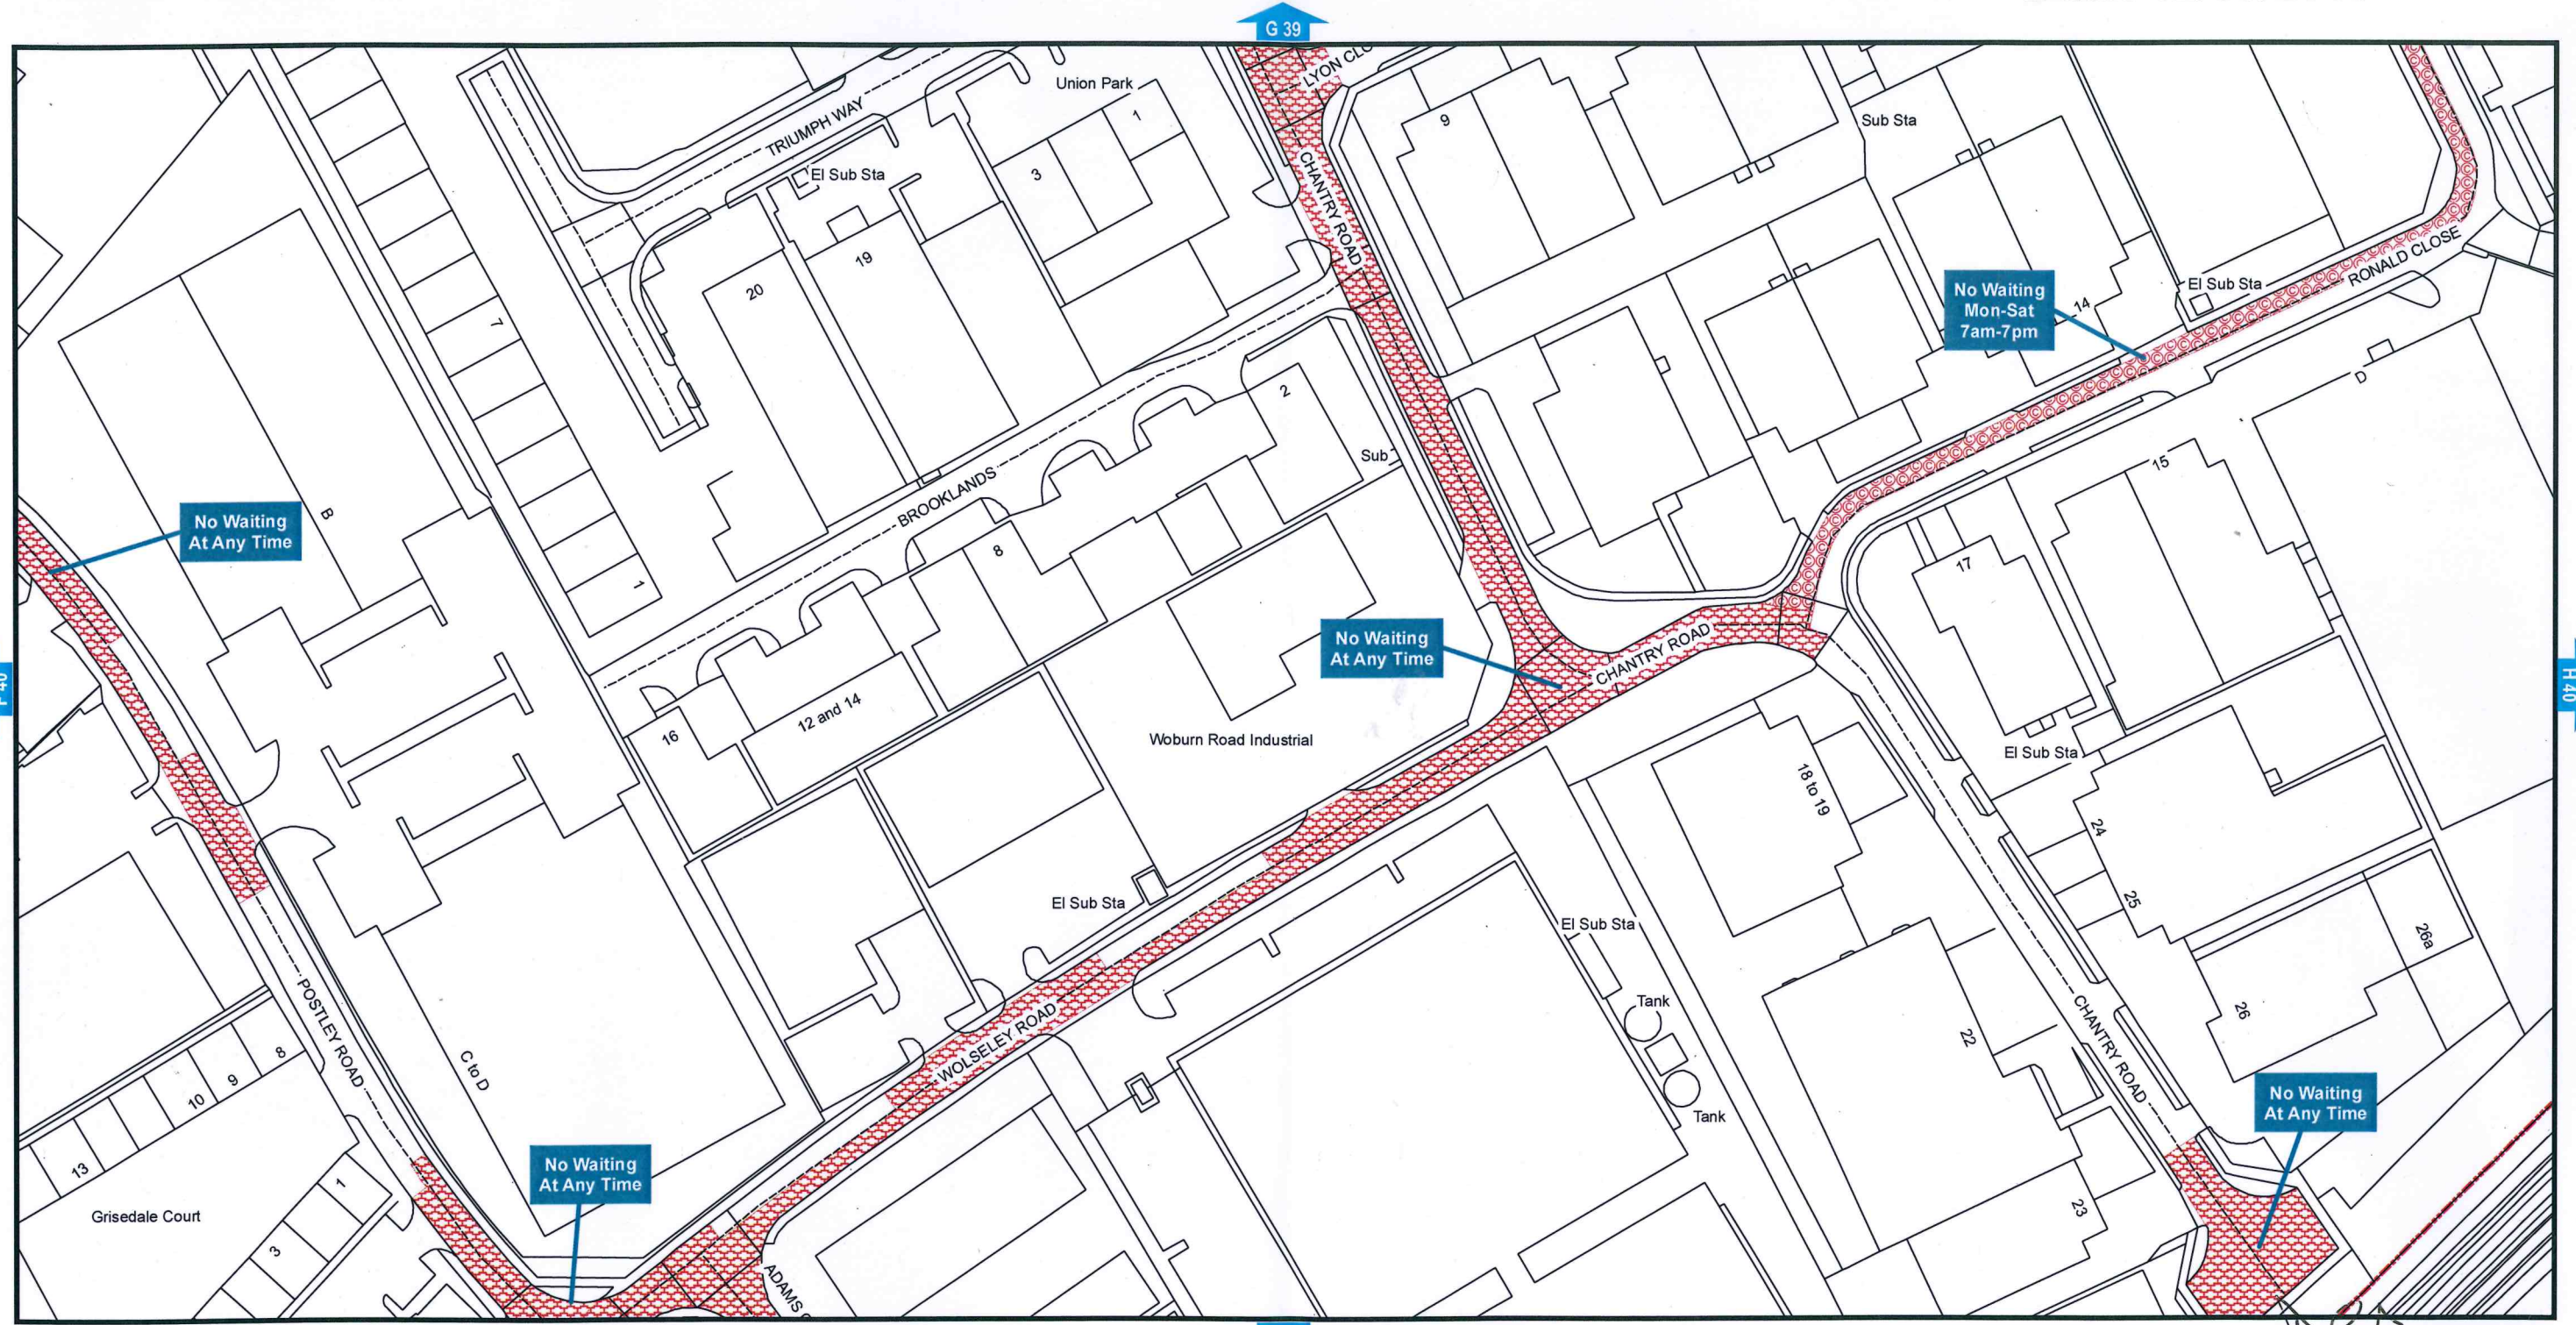 G 39
LYON CLO
Union Park
TRIUMPH WAY
1
9
Sub Sta
El Sub Sta
3
CHANTRY ROAD
RONALD CLOSE
19
20
El Sub Sta
No Waiting
Mon-Sat
7am-7pm
14
7
2
D
Sub
15
BROOKLANDS
B
No Waiting
At Any Time
8
17
1
No Waiting
At Any Time
CHANTRY ROAD
H 40
12 and 14
16
Woburn Road Industrial
El Sub Sta
18 to 19
24
25
El Sub Sta
El Sub Sta
26a
POSTLEY ROAD
WOLSELEY ROAD
Tank
26
CHANTRY ROAD
22
C to D
8
9
10
Tank
No Waiting
At Any Time
13
No Waiting
At Any Time
1
Grisedale Court
3
23
ADAMS